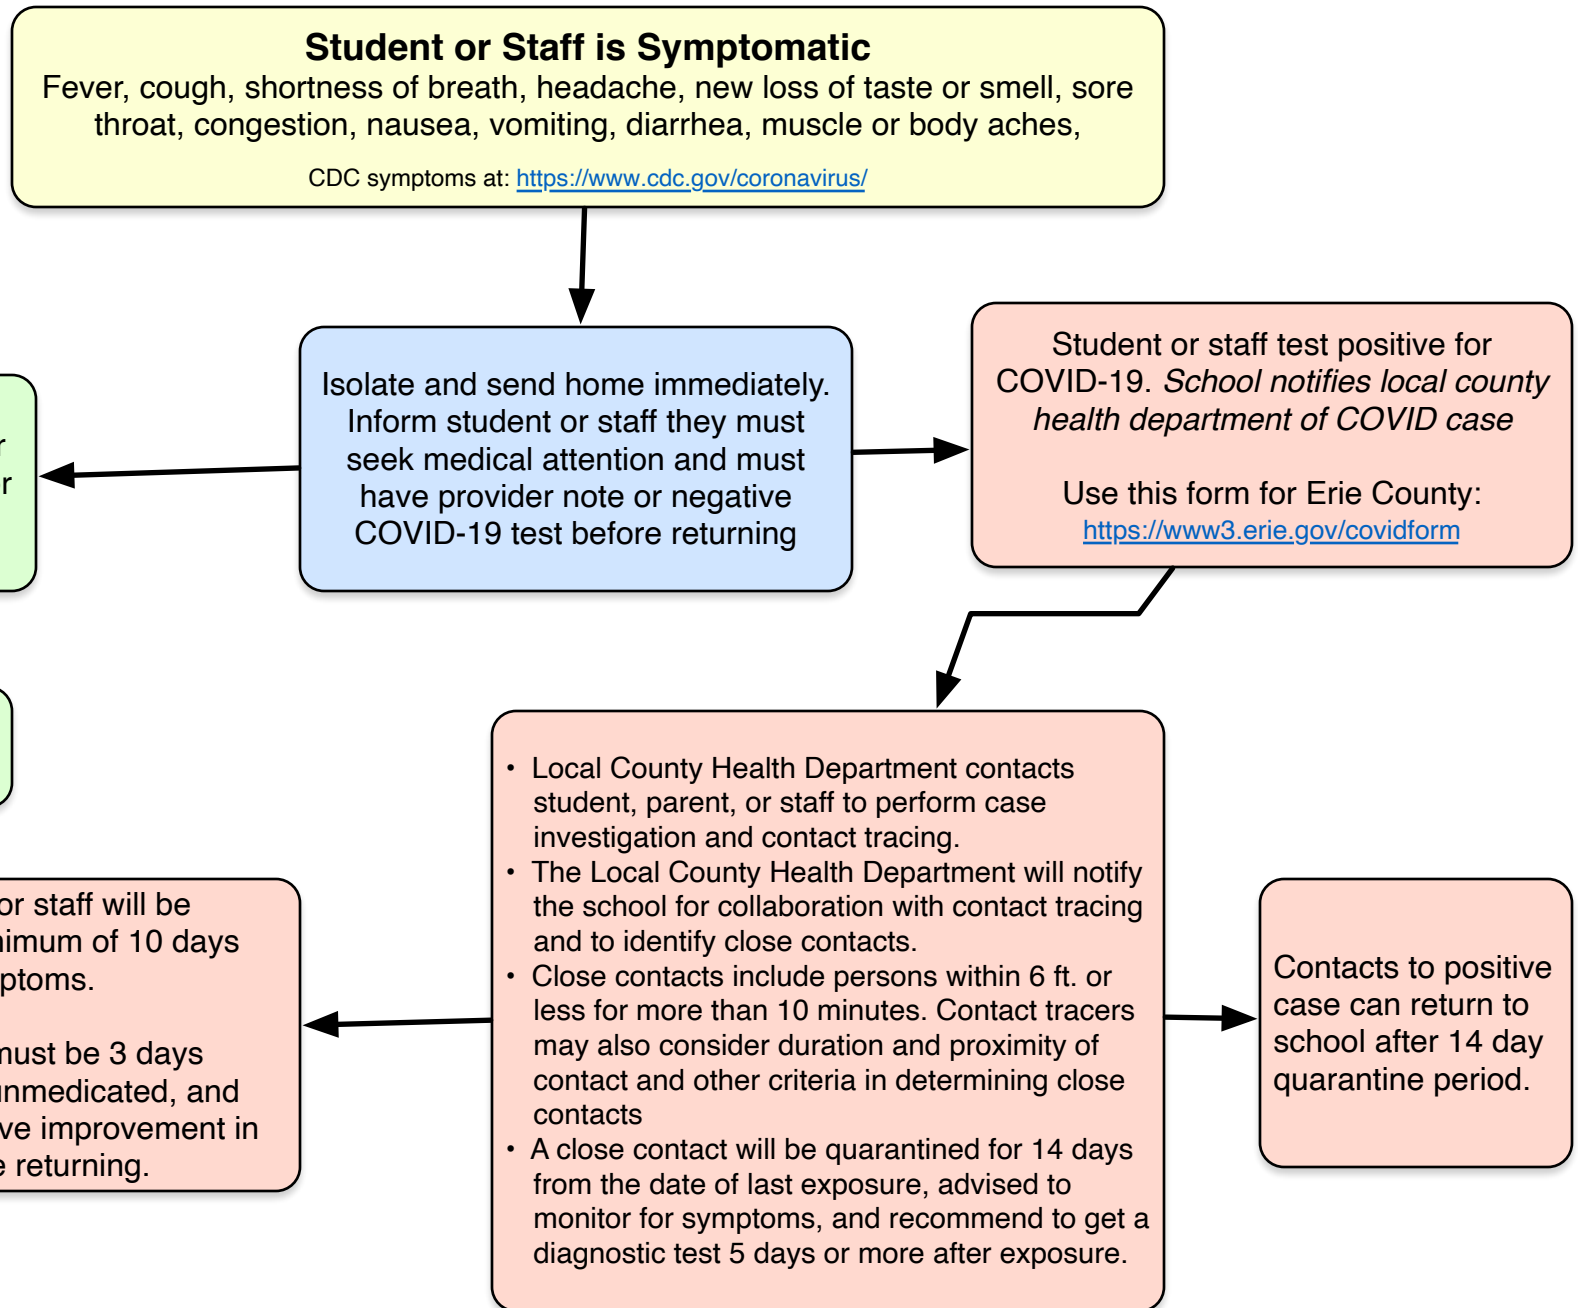 Student or Staff is Symptomatic
Fever, cough, shortness of breath, headache, new loss of taste or smell, sore
throat, congestion, nausea, vomiting, diarrhea, muscle or body aches,
CDC symptoms at: https://www.cdc.gov/coronavirus/
Isolate and send home immediately.
Inform student or staff they must
seek medical attention and must
have provider note or negative
COVID-19 test before returning
Student or staff test positive for
COVID-19. School notifies local county
health department of COVID case
Use this form for Erie County:
https://www3.erie.gov/covidform
• Local County Health Department contacts
student, parent, or staff to perform case
investigation and contact tracing.
• The Local County Health Department will notify
the school for collaboration with contact tracing
and to identify close contacts.
• Close contacts include persons within 6 ft. or
less for more than 10 minutes. Contact tracers
may also consider duration and proximity of
contact and other criteria in determining close
contacts
• A close contact will be quarantined for 14 days
from the date of last exposure, advised to
monitor for symptoms, and recommend to get a
diagnostic test 5 days or more after exposure.
or staff will be
of 10 days
must be 3 days
unmedicated, and
improvement in
returning.
Contacts to positive
case can return to
school after 14 day
quarantine period.